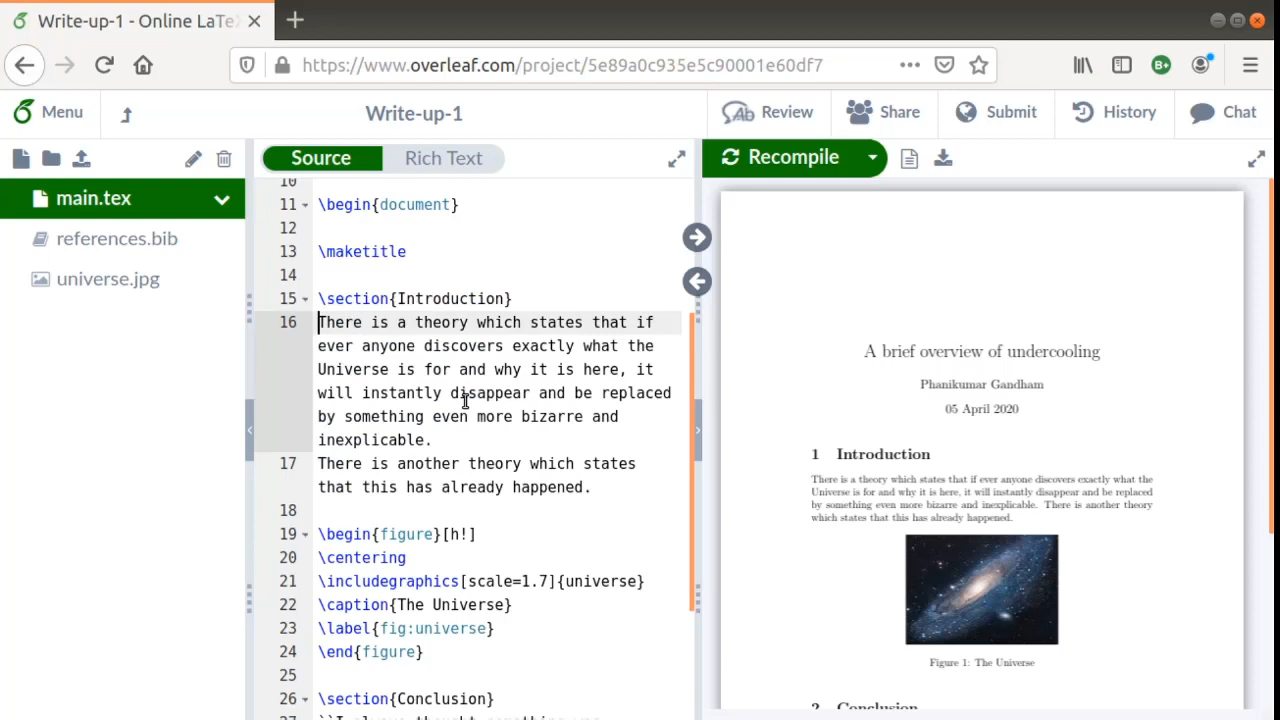 Write-up-1 - Online LaTe
https://www.overleaf.com/project/5e89a0c935e5c90001e60df7
B+
Menu
Write-up-1
Ab Review
Share
Submit
History
Chat
Source
Rich Text
Recompile
main.tex
references.bib
universe.jpg
10
11 \begin{document}
12
13 \maketitle
14
15 \section{Introduction}
16 There is a theory which states that if
ever anyone discovers exactly what the
Universe is for and why it is here, it
will instantly disappear and be replaced
by something even more bizarre and
inexplicable.
17 There is another theory which states
that this has already happened.
18
19 \begin{figure}[h!]
20 \centering
21 \includegraphics[scale=1.7]{universe}
22 \caption{The Universe}
23 \label{fig:universe}
24 \end{figure}
25
26 \section{Conclusion}
27 ``I always thought something was
A brief overview of undercooling
Phanikumar Gandham
05 April 2020
1 Introduction
There is a theory which states that if ever anyone discovers exactly what the
Universe is for and why it is here, it will instantly disappear and be replaced
by something even more bizarre and inexplicable. There is another theory
which states that this has already happened.
Figure 1: The Universe
2 Conclusion